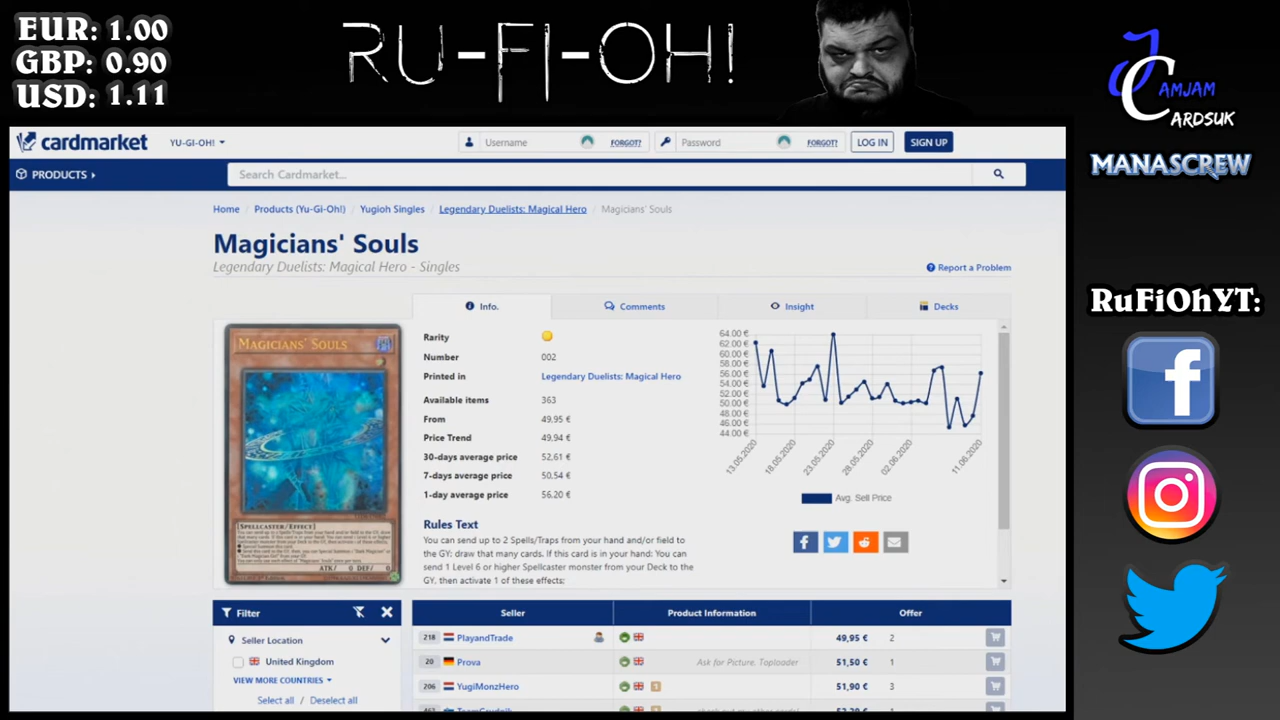 EUR: 1.00
GBP: 0.90
USD: 1.11
RU-FI-OH!
JAMJAM
CARDSUK
MANASCREW
RuFiOhYT:
cardmarket
YU-GI-OH!
Username
FORGOT?
Password
FORGOT?
LOG IN
SIGN UP
PRODUCTS
Search Cardmarket...
Home / Products (Yu-Gi-Oh!) / Yugioh Singles / Legendary Duelists: Magical Hero / Magicians' Souls
Magicians' Souls
Legendary Duelists: Magical Hero - Singles
Report a Problem
Info.
Comments
Insight
Decks
MAGICIANS' SOULS
[SPELLCASTER/EFFECT]
ATK/ 0 DEF/ 0
Rarity
Number 002
Printed in Legendary Duelists: Magical Hero
Available items 363
From 49,95 €
Price Trend 49,94 €
30-days average price 52,61 €
7-days average price 50,54 €
1-day average price 56,20 €
Rules Text
You can send up to 2 Spells/Traps from your hand and/or field to
the GY: draw that many cards. If this card is in your hand: You can
send 1 Level 6 or higher Spellcaster monster from your Deck to the
GY, then activate 1 of these effects:
64.00 €
62.00 €
60.00 €
58.00 €
56.00 €
54.00 €
52.00 €
50.00 €
48.00 €
46.00 €
44.00 €
13.05.2020
18.05.2020
23.05.2020
28.05.2020
02.06.2020
11.06.2020
Avg. Sell Price
Filter
Seller Location
United Kingdom
VIEW MORE COUNTRIES
Select all / Deselect all
Seller Product Information Offer
218 PlayandTrade 49,95 € 2
20 Prova Ask for Picture, Toploader 51,50 € 1
206 YugiMonzHero 1 51,90 € 3